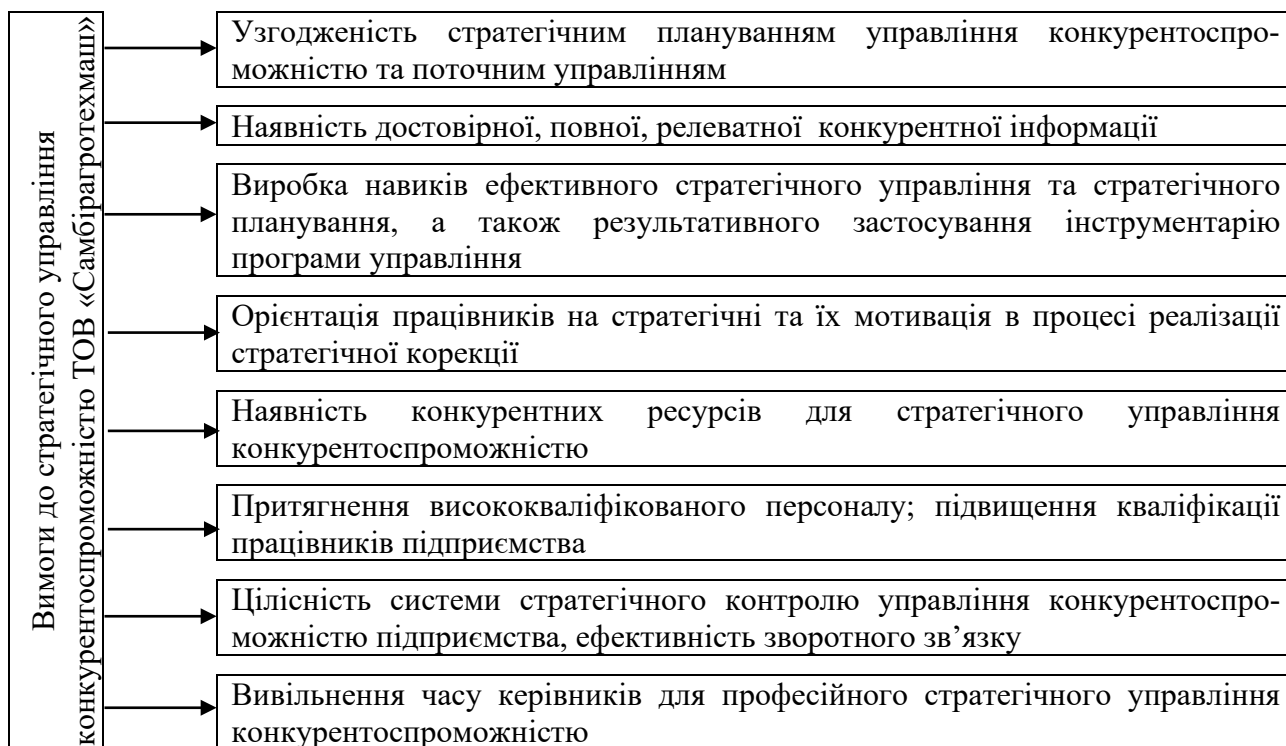 Вимоги до стратегічного управління
конкурентоспроможністю ТОВ «Самбірагротехмаш»
Узгодженість стратегічним плануванням управління конкурентоспро-
можністю та поточним управлінням
Наявність достовірної, повної, релеватної конкурентної інформації
Виробка навиків ефективного стратегічного управління та стратегічного
планування, а також результативного застосування інструментарію
програми управління
Орієнтація працівників на стратегічні та їх мотивація в процесі реалізації
стратегічної корекції
Наявність конкурентних ресурсів для стратегічного управління
конкурентоспроможністю
Притягнення висококваліфікованого персоналу; підвищення кваліфікації
працівників підприємства
Цілісність системи стратегічного контролю управління конкурентоспро-
можністю підприємства, ефективність зворотного зв’язку
Вивільнення часу керівників для професійного стратегічного управління
конкурентоспроможністю